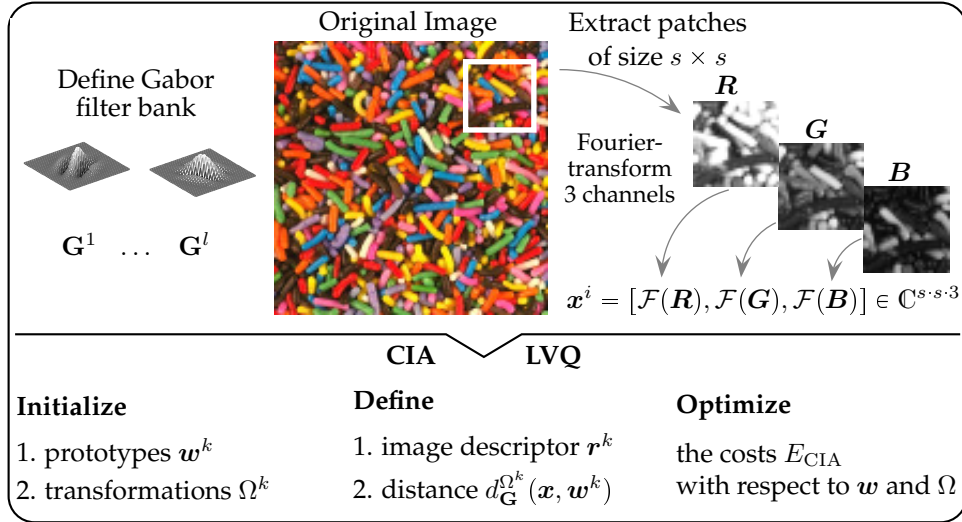 Original Image
Extract patches
of size s × s
Define Gabor
filter bank
R
G
B
Fourier-
transform
3 channels
G¹ … Gˡ
xⁱ = [ℱ(R), ℱ(G), ℱ(B)] ∈ ℂ^{s·s·3}
CIA LVQ
Initialize
1. prototypes wᵏ
2. transformations Ωᵏ
Define
1. image descriptor rᵏ
2. distance d_G^{Ωᵏ}(x, wᵏ)
Optimize
the costs E_CIA
with respect to w and Ω